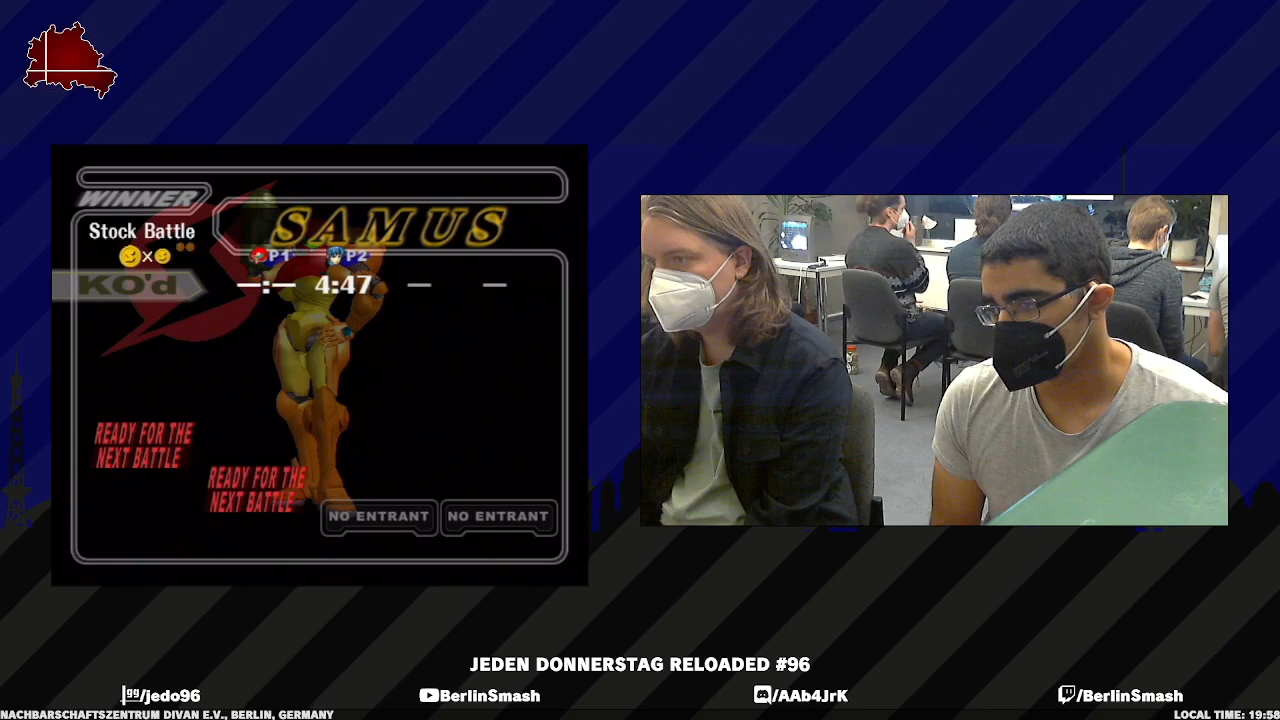 WINNER
SAMUS
Stock Battle
P1
P2
KO'd
4:47
READY FOR THE
NEXT BATTLE
READY FOR THE
NEXT BATTLE
NO ENTRANT
NO ENTRANT
JEDEN DONNERSTAG RELOADED #96
gg/jedo96
BerlinSmash
/AAb4JrK
/BerlinSmash
NACHBARSCHAFTSZENTRUM DIVAN E.V., BERLIN, GERMANY
LOCAL TIME: 19:58